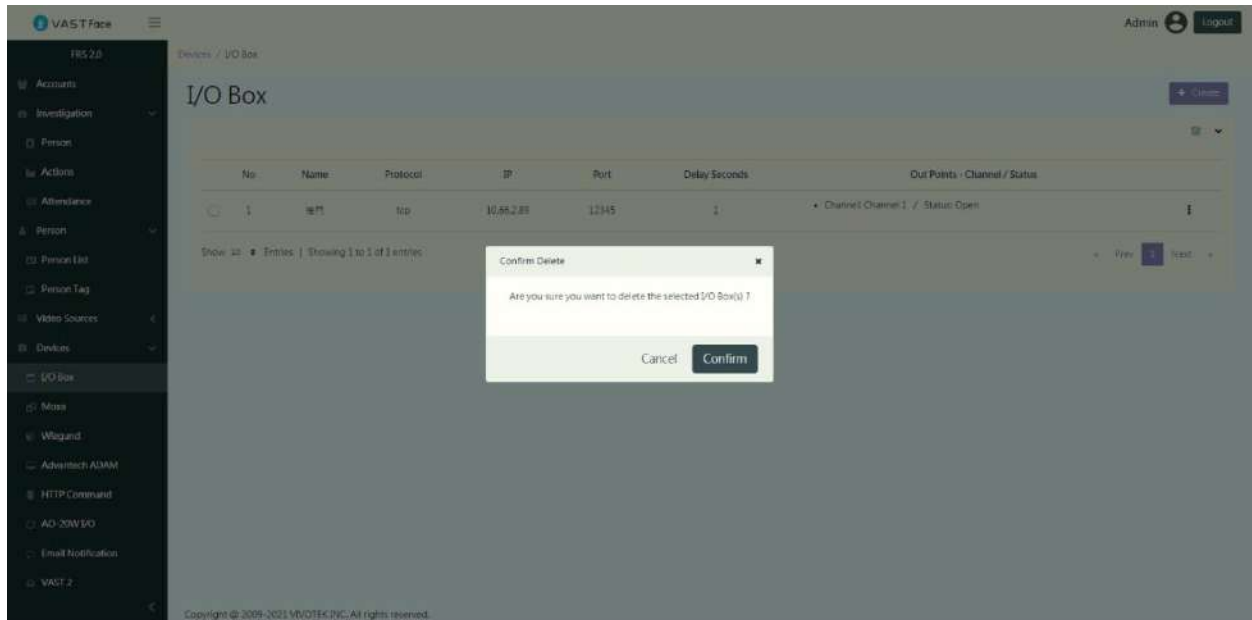 VAST Face
Admin
Logout
FRS 2.0
Devices / I/O Box
Accounts
I/O Box
+ Create
Investigation
Person
Actions
Attendance
Person
Person List
Person Tag
Video Sources
Devices
I/O Box
Moxa
Wiegand
Advantech ADAM
HTTP Command
AO-20W I/O
Email Notification
VAST 2
No Name Protocol IP Port Delay Seconds Out Points - Channel / Status
1 tcp 10.66.2.89 12345 1 • Channel: Channel 1 / Status: Open
Show 10 Entries | Showing 1 to 1 of 1 entries
« Prev 1 Next »
Confirm Delete
Are you sure you want to delete the selected I/O Box(s) ?
Cancel Confirm
Copyright @ 2009-2021 VIVOTEK INC. All rights reserved.